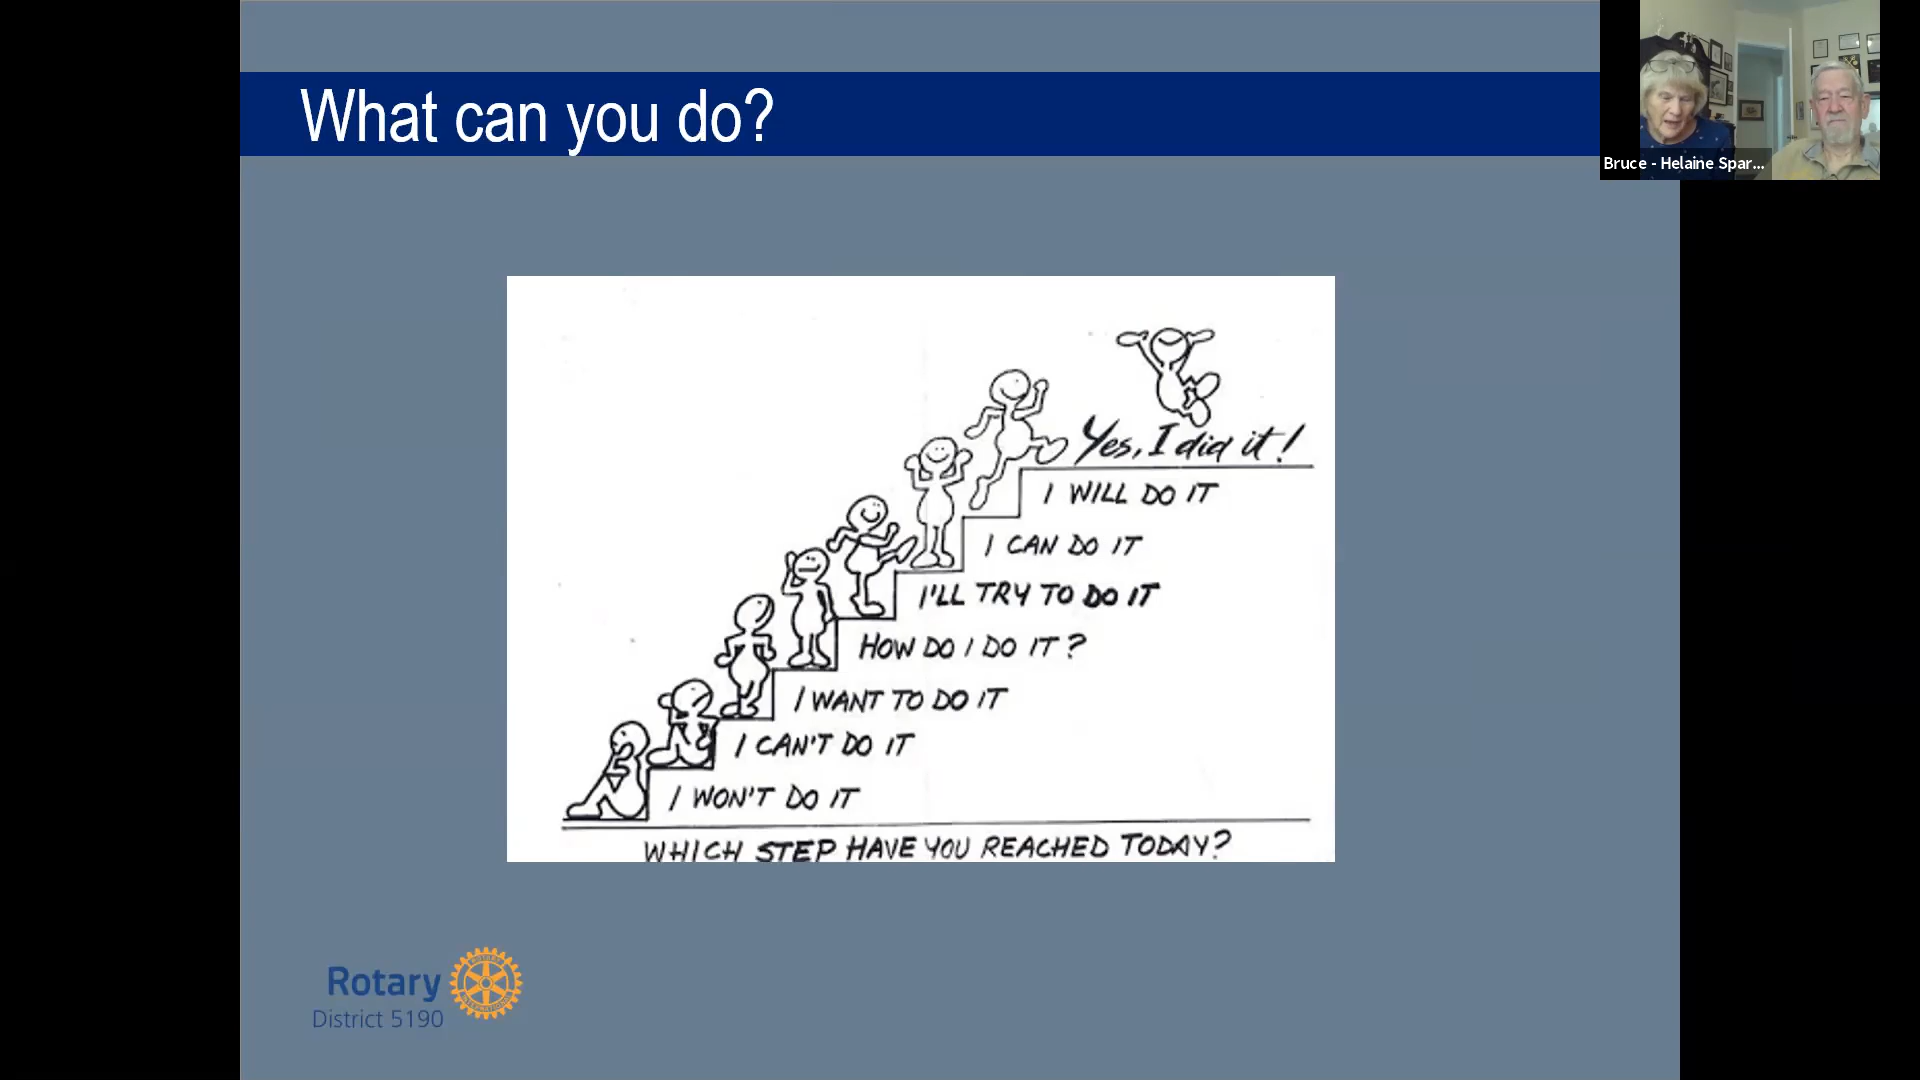 What can you do?
Bruce - Helaine Spar...
Yes, I did it!
I WILL DO IT
I CAN DO IT
I'LL TRY TO DO IT
HOW DO I DO IT?
I WANT TO DO IT
I CAN'T DO IT
I WON'T DO IT
WHICH STEP HAVE YOU REACHED TODAY?
Rotary
ROTARY
INTERNATIONAL
District 5190